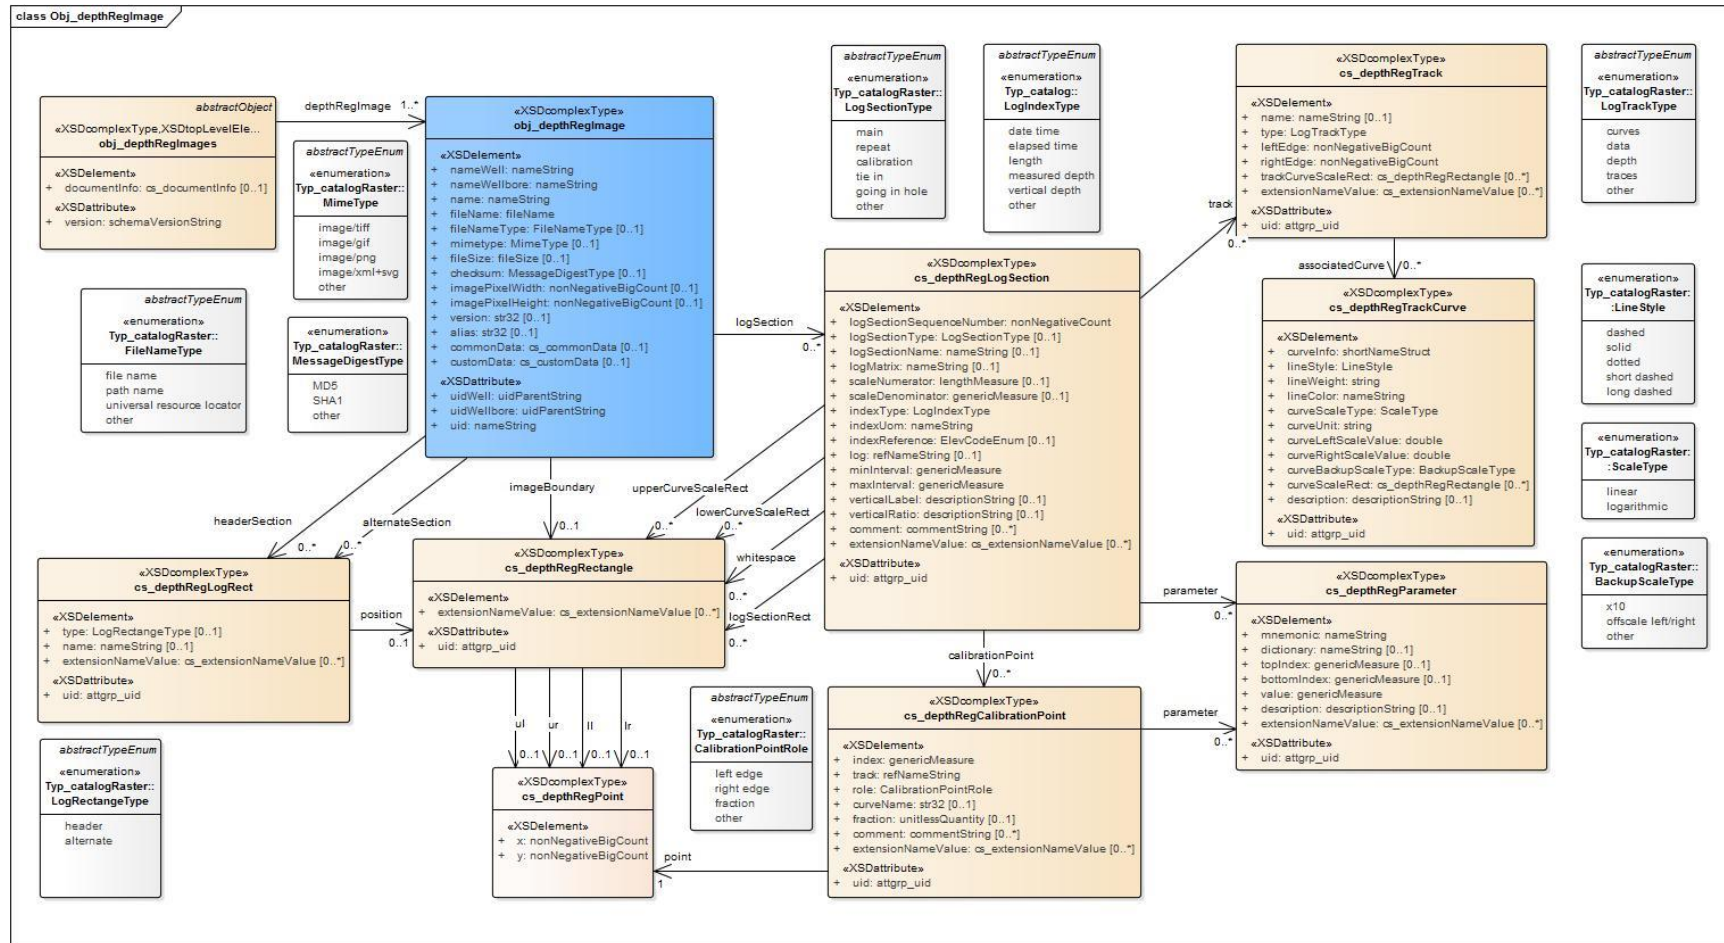 class Obj_depthRegImage
abstractObject
«XSDcomplexType,XSDtopLevelEle...
obj_depthRegImages
«XSDelement»
+ documentInfo: cs_documentInfo [0..1]
«XSDattribute»
+ version: schemaVersionString
depthRegImage
1..*
abstractTypeEnum
«enumeration»
Typ_catalogRaster::
MimeType
image/tiff
image/gif
image/png
image/xml+svg
other
abstractTypeEnum
«enumeration»
Typ_catalogRaster::
FileNameType
file name
path name
universal resource locator
other
«enumeration»
Typ_catalogRaster::
MessageDigestType
MD5
SHA1
other
«XSDcomplexType»
obj_depthRegImage
«XSDelement»
+ nameWell: nameString
+ nameWellbore: nameString
+ name: nameString
+ fileName: fileName
+ fileNameType: FileNameType [0..1]
+ mimetype: MimeType [0..1]
+ fileSize: fileSize [0..1]
+ checksum: MessageDigestType [0..1]
+ imagePixelWidth: nonNegativeBigCount [0..1]
+ imagePixelHeight: nonNegativeBigCount [0..1]
+ version: str32 [0..1]
+ alias: str32 [0..1]
+ commonData: cs_commonData [0..1]
+ customData: cs_customData [0..1]
«XSDattribute»
+ uidWell: uidParentString
+ uidWellbore: uidParentString
+ uid: nameString
logSection
0..*
abstractTypeEnum
«enumeration»
Typ_catalogRaster::
LogSectionType
main
repeat
calibration
tie in
going in hole
other
abstractTypeEnum
«enumeration»
Typ_catalog::
LogIndexType
date time
elapsed time
length
measured depth
vertical depth
other
«XSDcomplexType»
cs_depthRegTrack
«XSDelement»
+ name: nameString [0..1]
+ type: LogTrackType
+ leftEdge: nonNegativeBigCount
+ rightEdge: nonNegativeBigCount
+ trackCurveScaleRect: cs_depthRegRectangle [0..*]
+ extensionNameValue: cs_extensionNameValue [0..*]
«XSDattribute»
+ uid: attgrp_uid
abstractTypeEnum
«enumeration»
Typ_catalogRaster::
LogTrackType
curves
data
depth
traces
other
track
0..*
associatedCurve
0..*
«XSDcomplexType»
cs_depthRegLogSection
«XSDelement»
+ logSectionSequenceNumber: nonNegativeCount
+ logSectionType: LogSectionType [0..1]
+ logSectionName: nameString [0..1]
+ logMatrix: nameString [0..1]
+ scaleNumerator: lengthMeasure [0..1]
+ scaleDenominator: genericMeasure [0..1]
+ indexType: LogIndexType
+ indexUom: nameString
+ indexReference: ElevCodeEnum [0..1]
+ log: refNameString [0..1]
+ minInterval: genericMeasure
+ maxInterval: genericMeasure
+ verticalLabel: descriptionString [0..1]
+ verticalRatio: descriptionString [0..1]
+ comment: commentString [0..*]
+ extensionNameValue: cs_extensionNameValue [0..*]
«XSDattribute»
+ uid: attgrp_uid
«XSDcomplexType»
cs_depthRegTrackCurve
«XSDelement»
+ curveInfo: shortNameStruct
+ lineStyle: LineStyle
+ lineWeight: string
+ lineColor: nameString
+ curveScaleType: ScaleType
+ curveUnit: string
+ curveLeftScaleValue: double
+ curveRightScaleValue: double
+ curveBackupScaleType: BackupScaleType
+ curveScaleRect: cs_depthRegRectangle [0..*]
+ description: descriptionString [0..1]
«XSDattribute»
+ uid: attgrp_uid
«enumeration»
Typ_catalogRaster:
:LineStyle
dashed
solid
dotted
short dashed
long dashed
«enumeration»
Typ_catalogRaster:
:ScaleType
linear
logarithmic
«enumeration»
Typ_catalogRaster::
BackupScaleType
x10
offscale left/right
other
headerSection
0..*
alternateSection
0..*
imageBoundary
0..1
upperCurveScaleRect
0..*
lowerCurveScaleRect
0..*
whitespace
0..*
logSectionRect
0..*
«XSDcomplexType»
cs_depthRegLogRect
«XSDelement»
+ type: LogRectangeType [0..1]
+ name: nameString [0..1]
+ extensionNameValue: cs_extensionNameValue [0..*]
«XSDattribute»
+ uid: attgrp_uid
position
0..1
«XSDcomplexType»
cs_depthRegRectangle
«XSDelement»
+ extensionNameValue: cs_extensionNameValue [0..*]
«XSDattribute»
+ uid: attgrp_uid
parameter
0..*
«XSDcomplexType»
cs_depthRegParameter
«XSDelement»
+ mnemonic: nameString
+ dictionary: nameString [0..1]
+ topIndex: genericMeasure [0..1]
+ bottomIndex: genericMeasure [0..1]
+ value: genericMeasure
+ description: descriptionString [0..1]
+ extensionNameValue: cs_extensionNameValue [0..*]
«XSDattribute»
+ uid: attgrp_uid
calibrationPoint
0..*
parameter
0..*
ul
ur
ll
lr
0..1
0..1
0..1
0..1
abstractTypeEnum
«enumeration»
Typ_catalogRaster::
LogRectangeType
header
alternate
«XSDcomplexType»
cs_depthRegPoint
«XSDelement»
+ x: nonNegativeBigCount
+ y: nonNegativeBigCount
abstractTypeEnum
«enumeration»
Typ_catalogRaster::
CalibrationPointRole
left edge
right edge
fraction
other
point
1
«XSDcomplexType»
cs_depthRegCalibrationPoint
«XSDelement»
+ index: genericMeasure
+ track: refNameString
+ role: CalibrationPointRole
+ curveName: str32 [0..1]
+ fraction: unitlessQuantity [0..1]
+ comment: commentString [0..*]
+ extensionNameValue: cs_extensionNameValue [0..*]
«XSDattribute»
+ uid: attgrp_uid